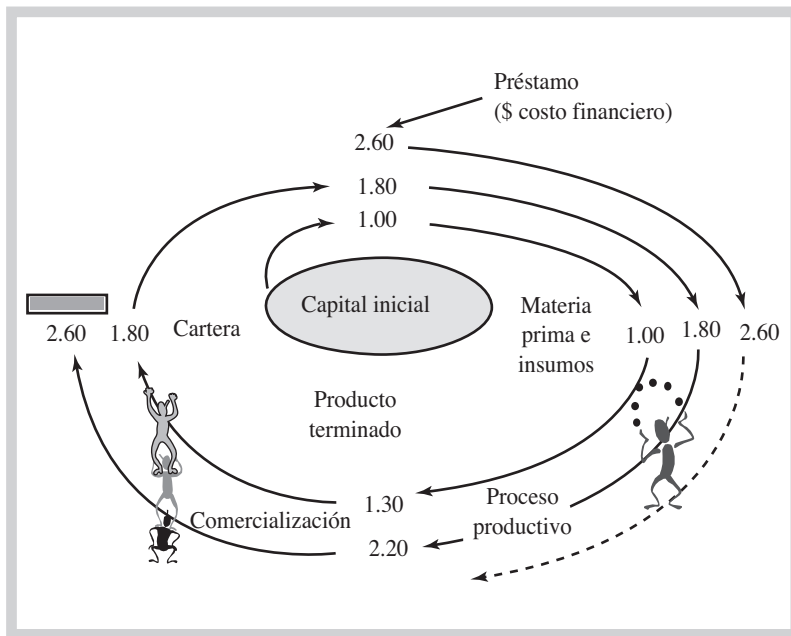 Préstamo
($ costo financiero)
2.60
1.80
1.00
Capital inicial
Materia
prima e
insumos
1.00 1.80 2.60
2.60 1.80 Cartera
Producto
terminado
1.30
Proceso
productivo
Comercialización
2.20